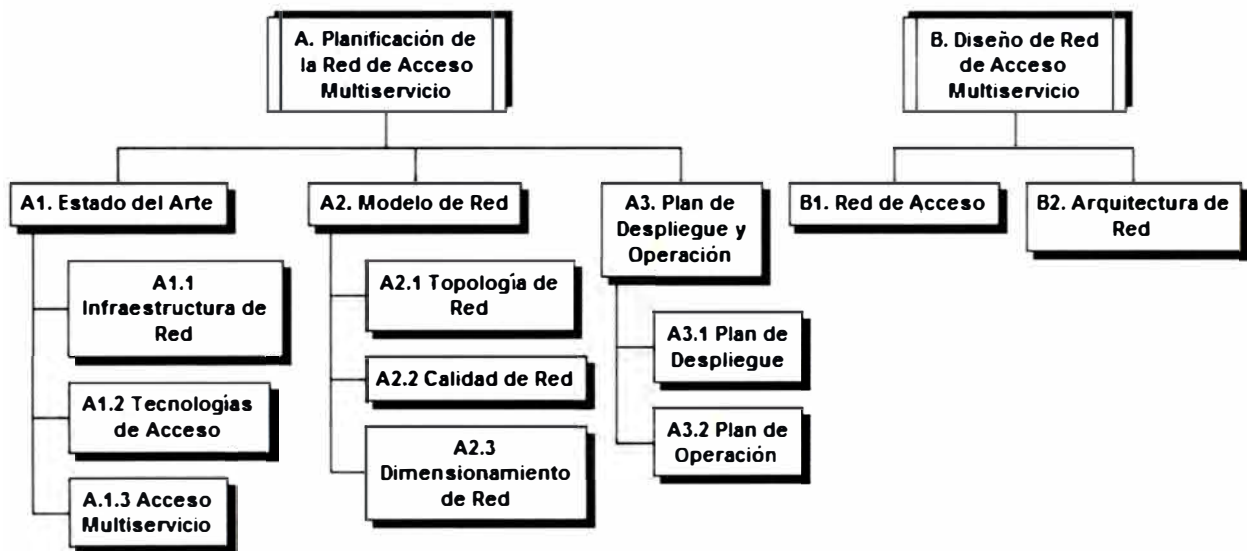 A. Planificación de
la Red de Acceso
Multiservicio
B. Diseño de Red
de Acceso
Multiservicio
A1. Estado del Arte
A2. Modelo de Red
A3. Plan de
Despliegue y
Operación
B1. Red de Acceso
B2. Arquitectura de
Red
A1.1
Infraestructura de
Red
A1.2 Tecnologías
de Acceso
A.1.3 Acceso
Multiservicio
A2.1 Topología de
Red
A2.2 Calidad de Red
A2.3
Dimensionamiento
de Red
A3.1 Plan de
Despliegue
A3.2 Plan de
Operación